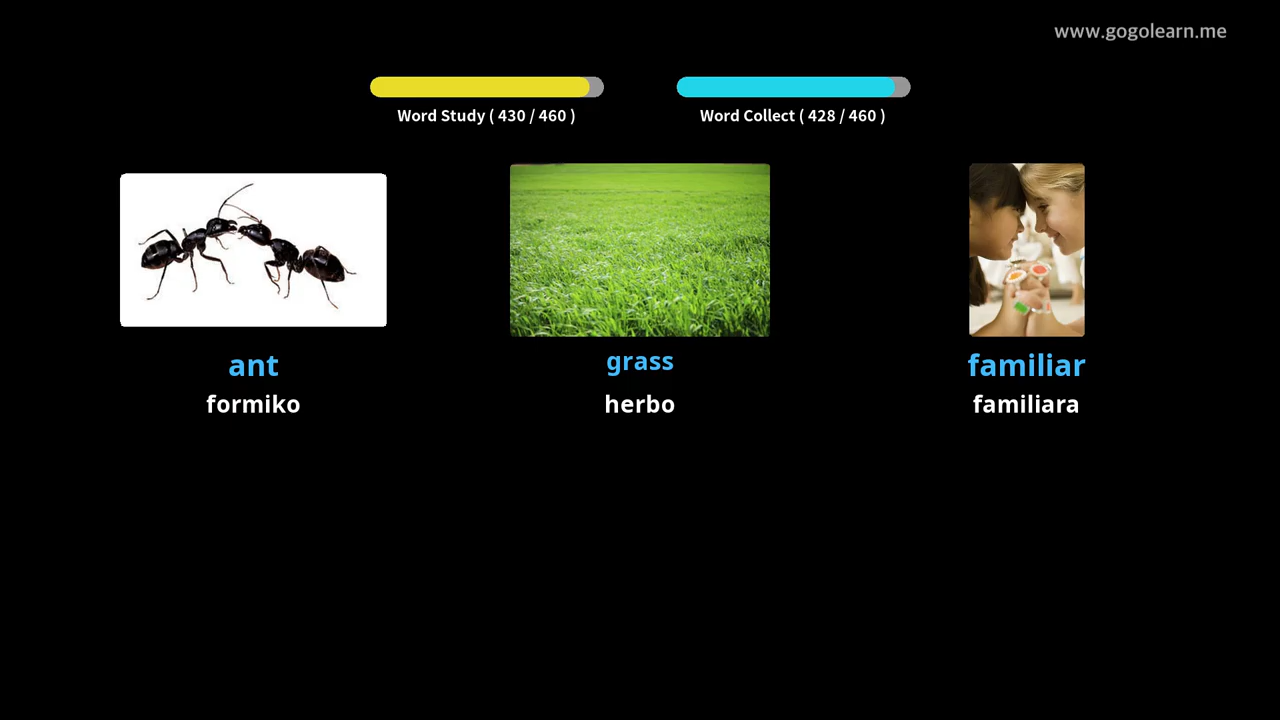 www.gogolearn.me
Word Study ( 430 / 460 )
Word Collect ( 428 / 460 )
ant
formiko
grass
herbo
familiar
familiara